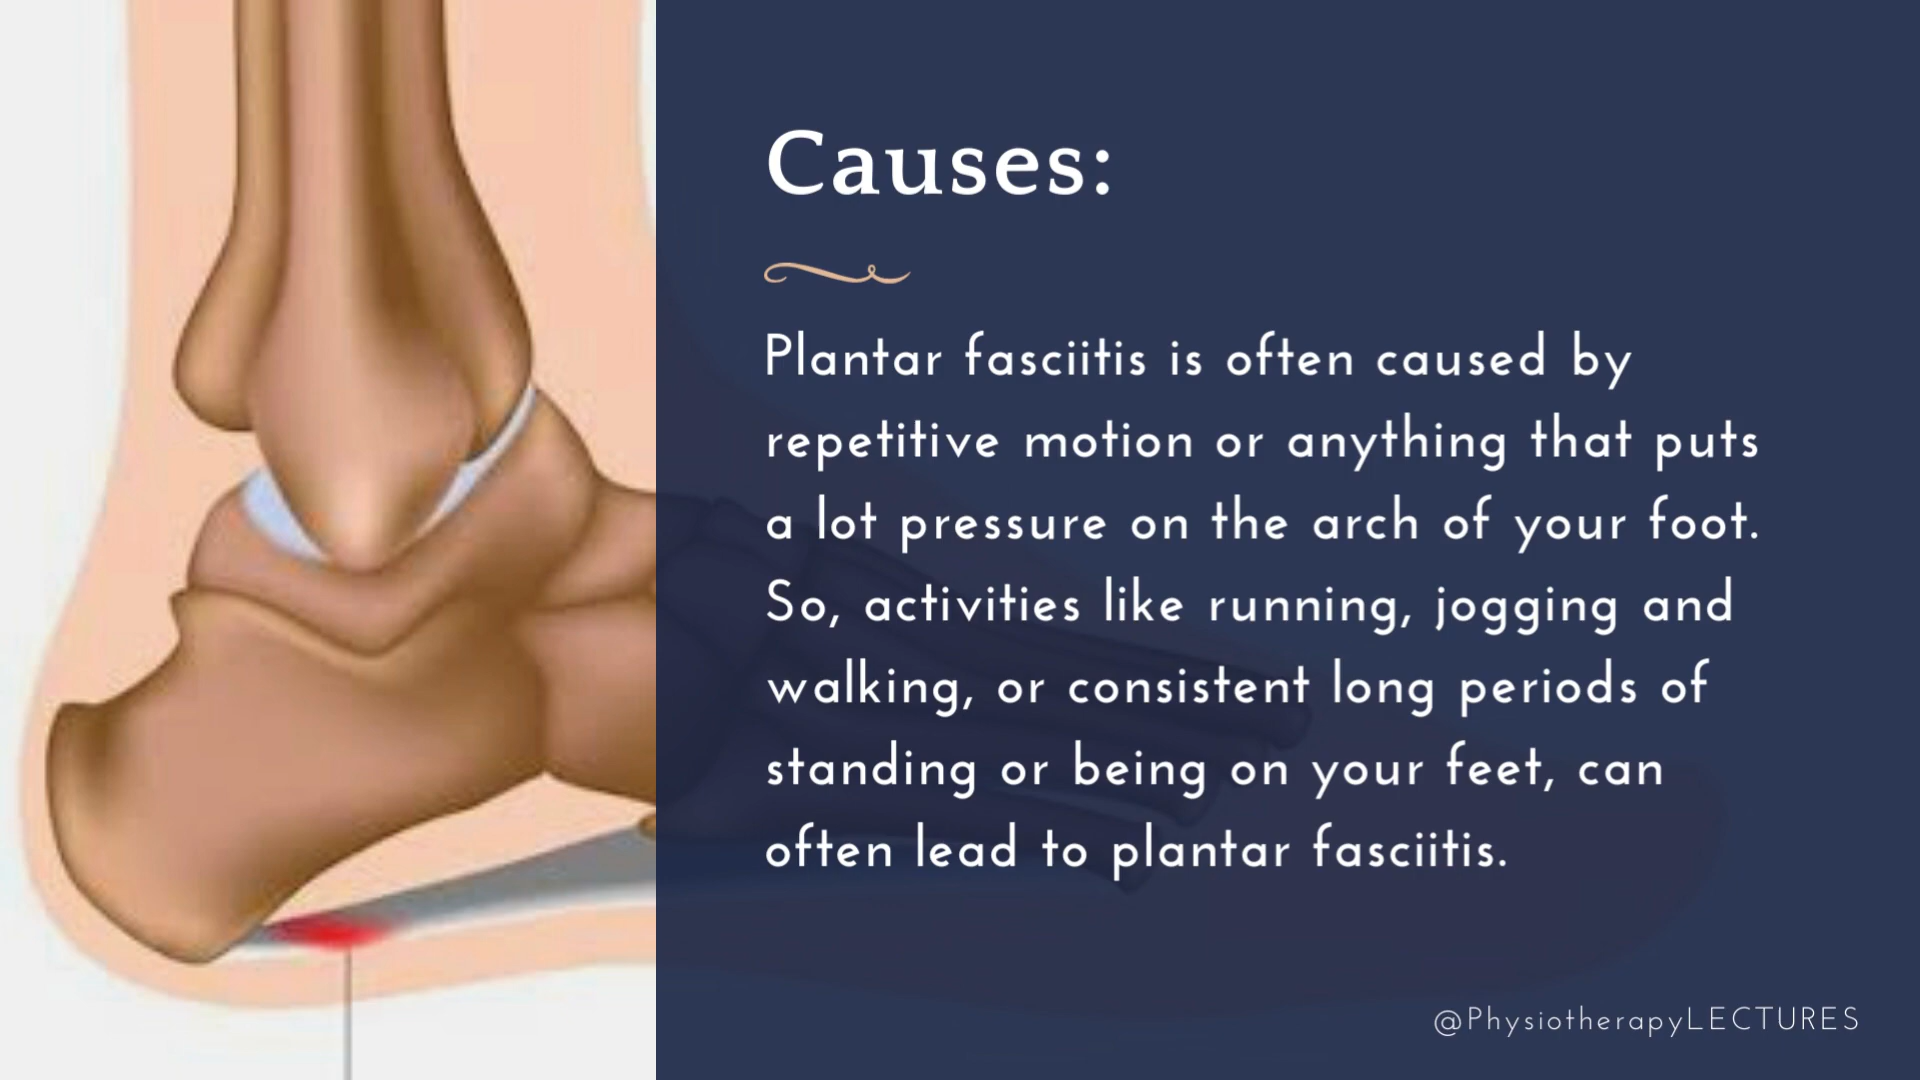 Causes:
Plantar fasciitis is often caused by
repetitive motion or anything that puts
a lot pressure on the arch of your foot.
So, activities like running, jogging and
walking, or consistent long periods of
standing or being on your feet, can
often lead to plantar fasciitis.
@PhysiotherapyLECTURES